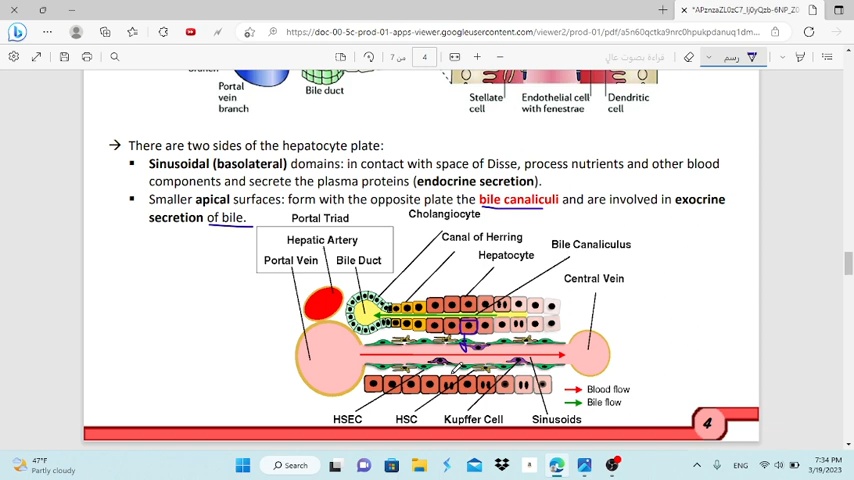 *APznzaZL0zC7_Ij0yQzb-6NP_Z0
https://doc-00-5c-prod-01-apps-viewer.googleusercontent.com/viewer2/prod-01/pdf/a5n60qctka9nrc0hpukpdanuq1dm...
4
من 7
قراءة بصوت عالٍ
رسم
branch
Portal
vein
branch
Bile duct
Stellate
cell
Endothelial cell
with fenestrae
Dendritic
cell
→ There are two sides of the hepatocyte plate:
▪ Sinusoidal (basolateral) domains: in contact with space of Disse, process nutrients and other blood
components and secrete the plasma proteins (endocrine secretion).
▪ Smaller apical surfaces: form with the opposite plate the bile canaliculi and are involved in exocrine
secretion of bile.
Portal Triad
Cholangiocyte
Hepatic Artery
Canal of Herring
Bile Canaliculus
Portal Vein
Bile Duct
Hepatocyte
Central Vein
Blood flow
Bile flow
HSEC
HSC
Kupffer Cell
Sinusoids
4
47°F
Partly cloudy
Search
ENG
7:34 PM
3/19/2023